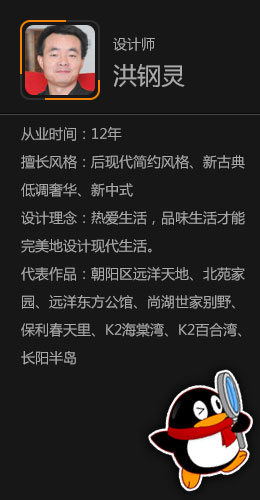 设计师
洪钢灵
从业时间：12年
擅长风格：后现代简约风格、新古典
低调奢华、新中式
设计理念：热爱生活，品味生活才能
完美地设计现代生活。
代表作品：朝阳区远洋天地、北苑家
园、远洋东方公馆、尚湖世家别野、
保利春天里、K2海棠湾、K2百合湾、
长阳半岛